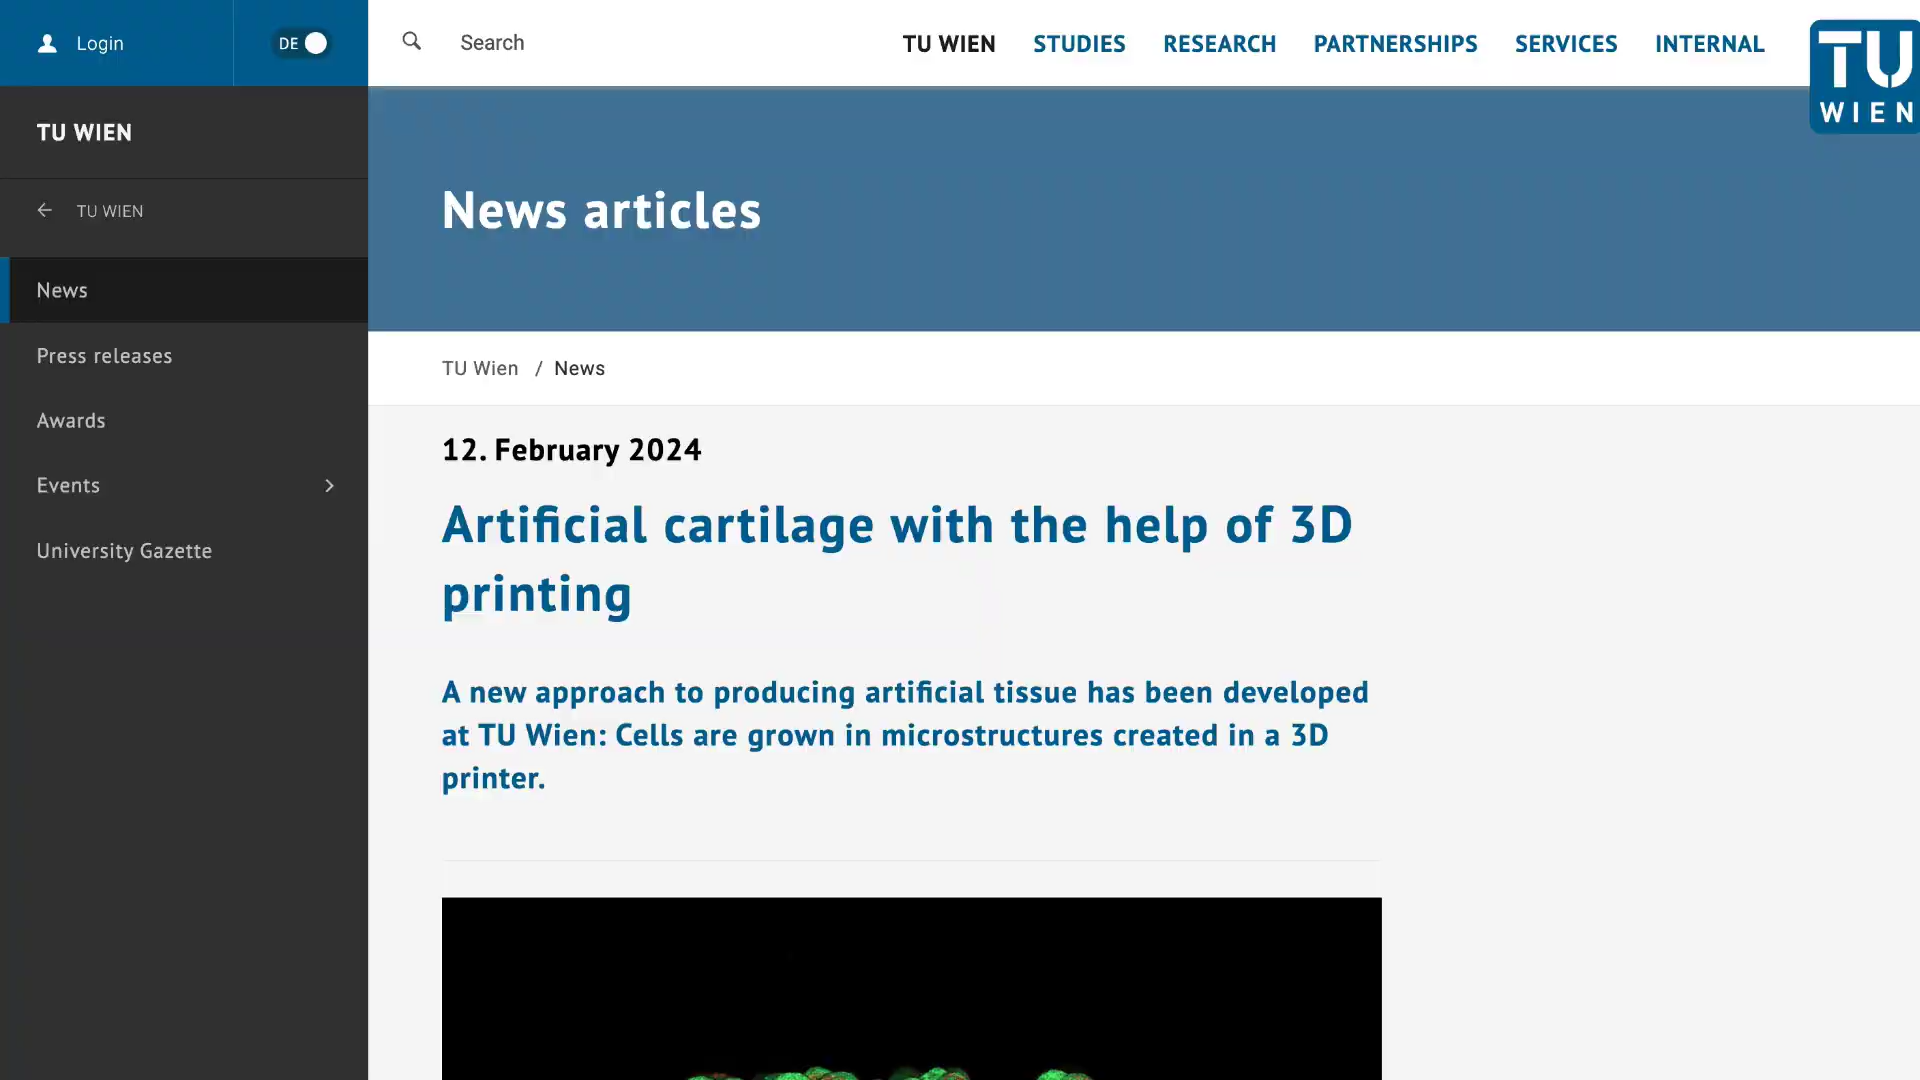 Login
DE
Search
TU WIEN
STUDIES
RESEARCH
PARTNERSHIPS
SERVICES
INTERNAL
TU
WIEN
TU WIEN
TU WIEN
News
Press releases
Awards
Events
University Gazette
News articles
TU Wien / News
12. February 2024
Artificial cartilage with the help of 3D
printing
A new approach to producing artificial tissue has been developed
at TU Wien: Cells are grown in microstructures created in a 3D
printer.